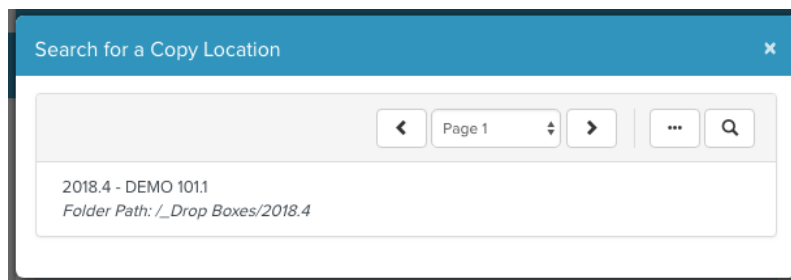 Search for a Copy Location ×
Page 1 ...
2018.4 - DEMO 101.1
Folder Path: /_Drop Boxes/2018.4